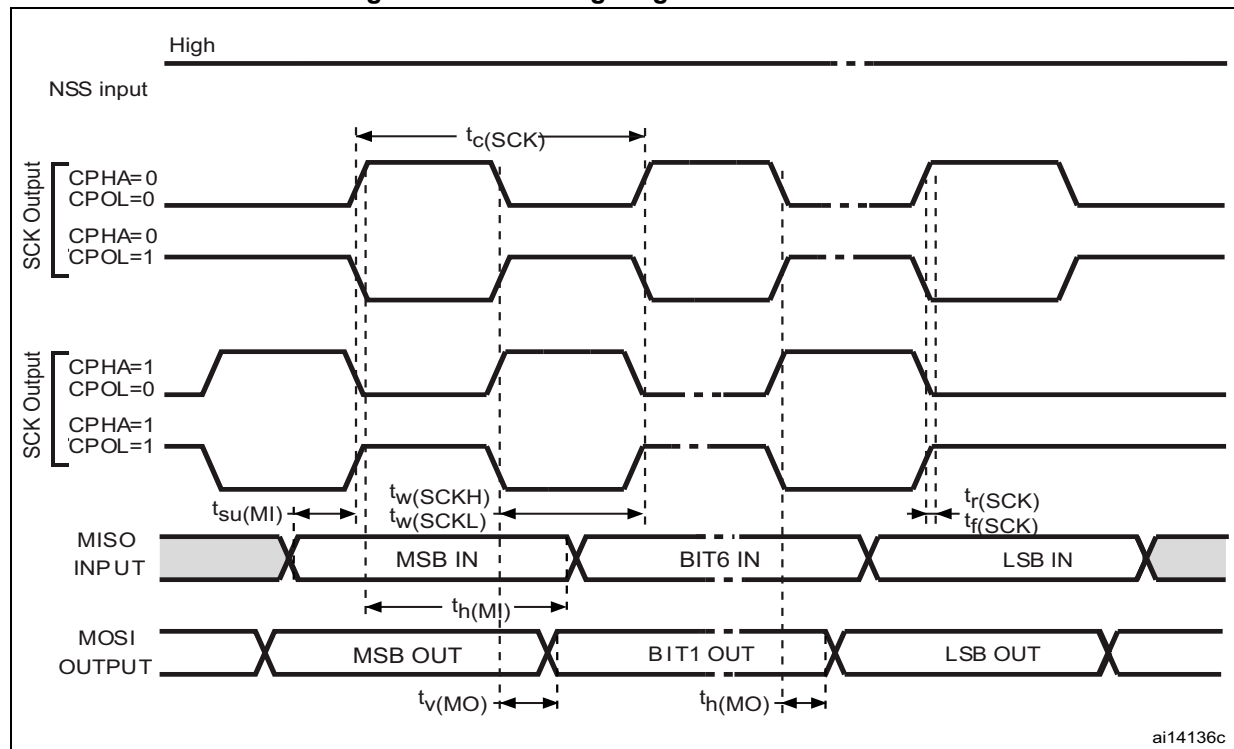 High
NSS input
tc(SCK)
SCK Output
CPHA=0
CPOL=0
CPHA=0
CPOL=1
SCK Output
CPHA=1
CPOL=0
CPHA=1
CPOL=1
tsu(MI)
tw(SCKH)
tw(SCKL)
tr(SCK)
tf(SCK)
MISO
INPUT
MSB IN
BIT6 IN
LSB IN
th(MI)
MOSI
OUTPUT
MSB OUT
BIT1 OUT
LSB OUT
tv(MO)
th(MO)
ai14136c